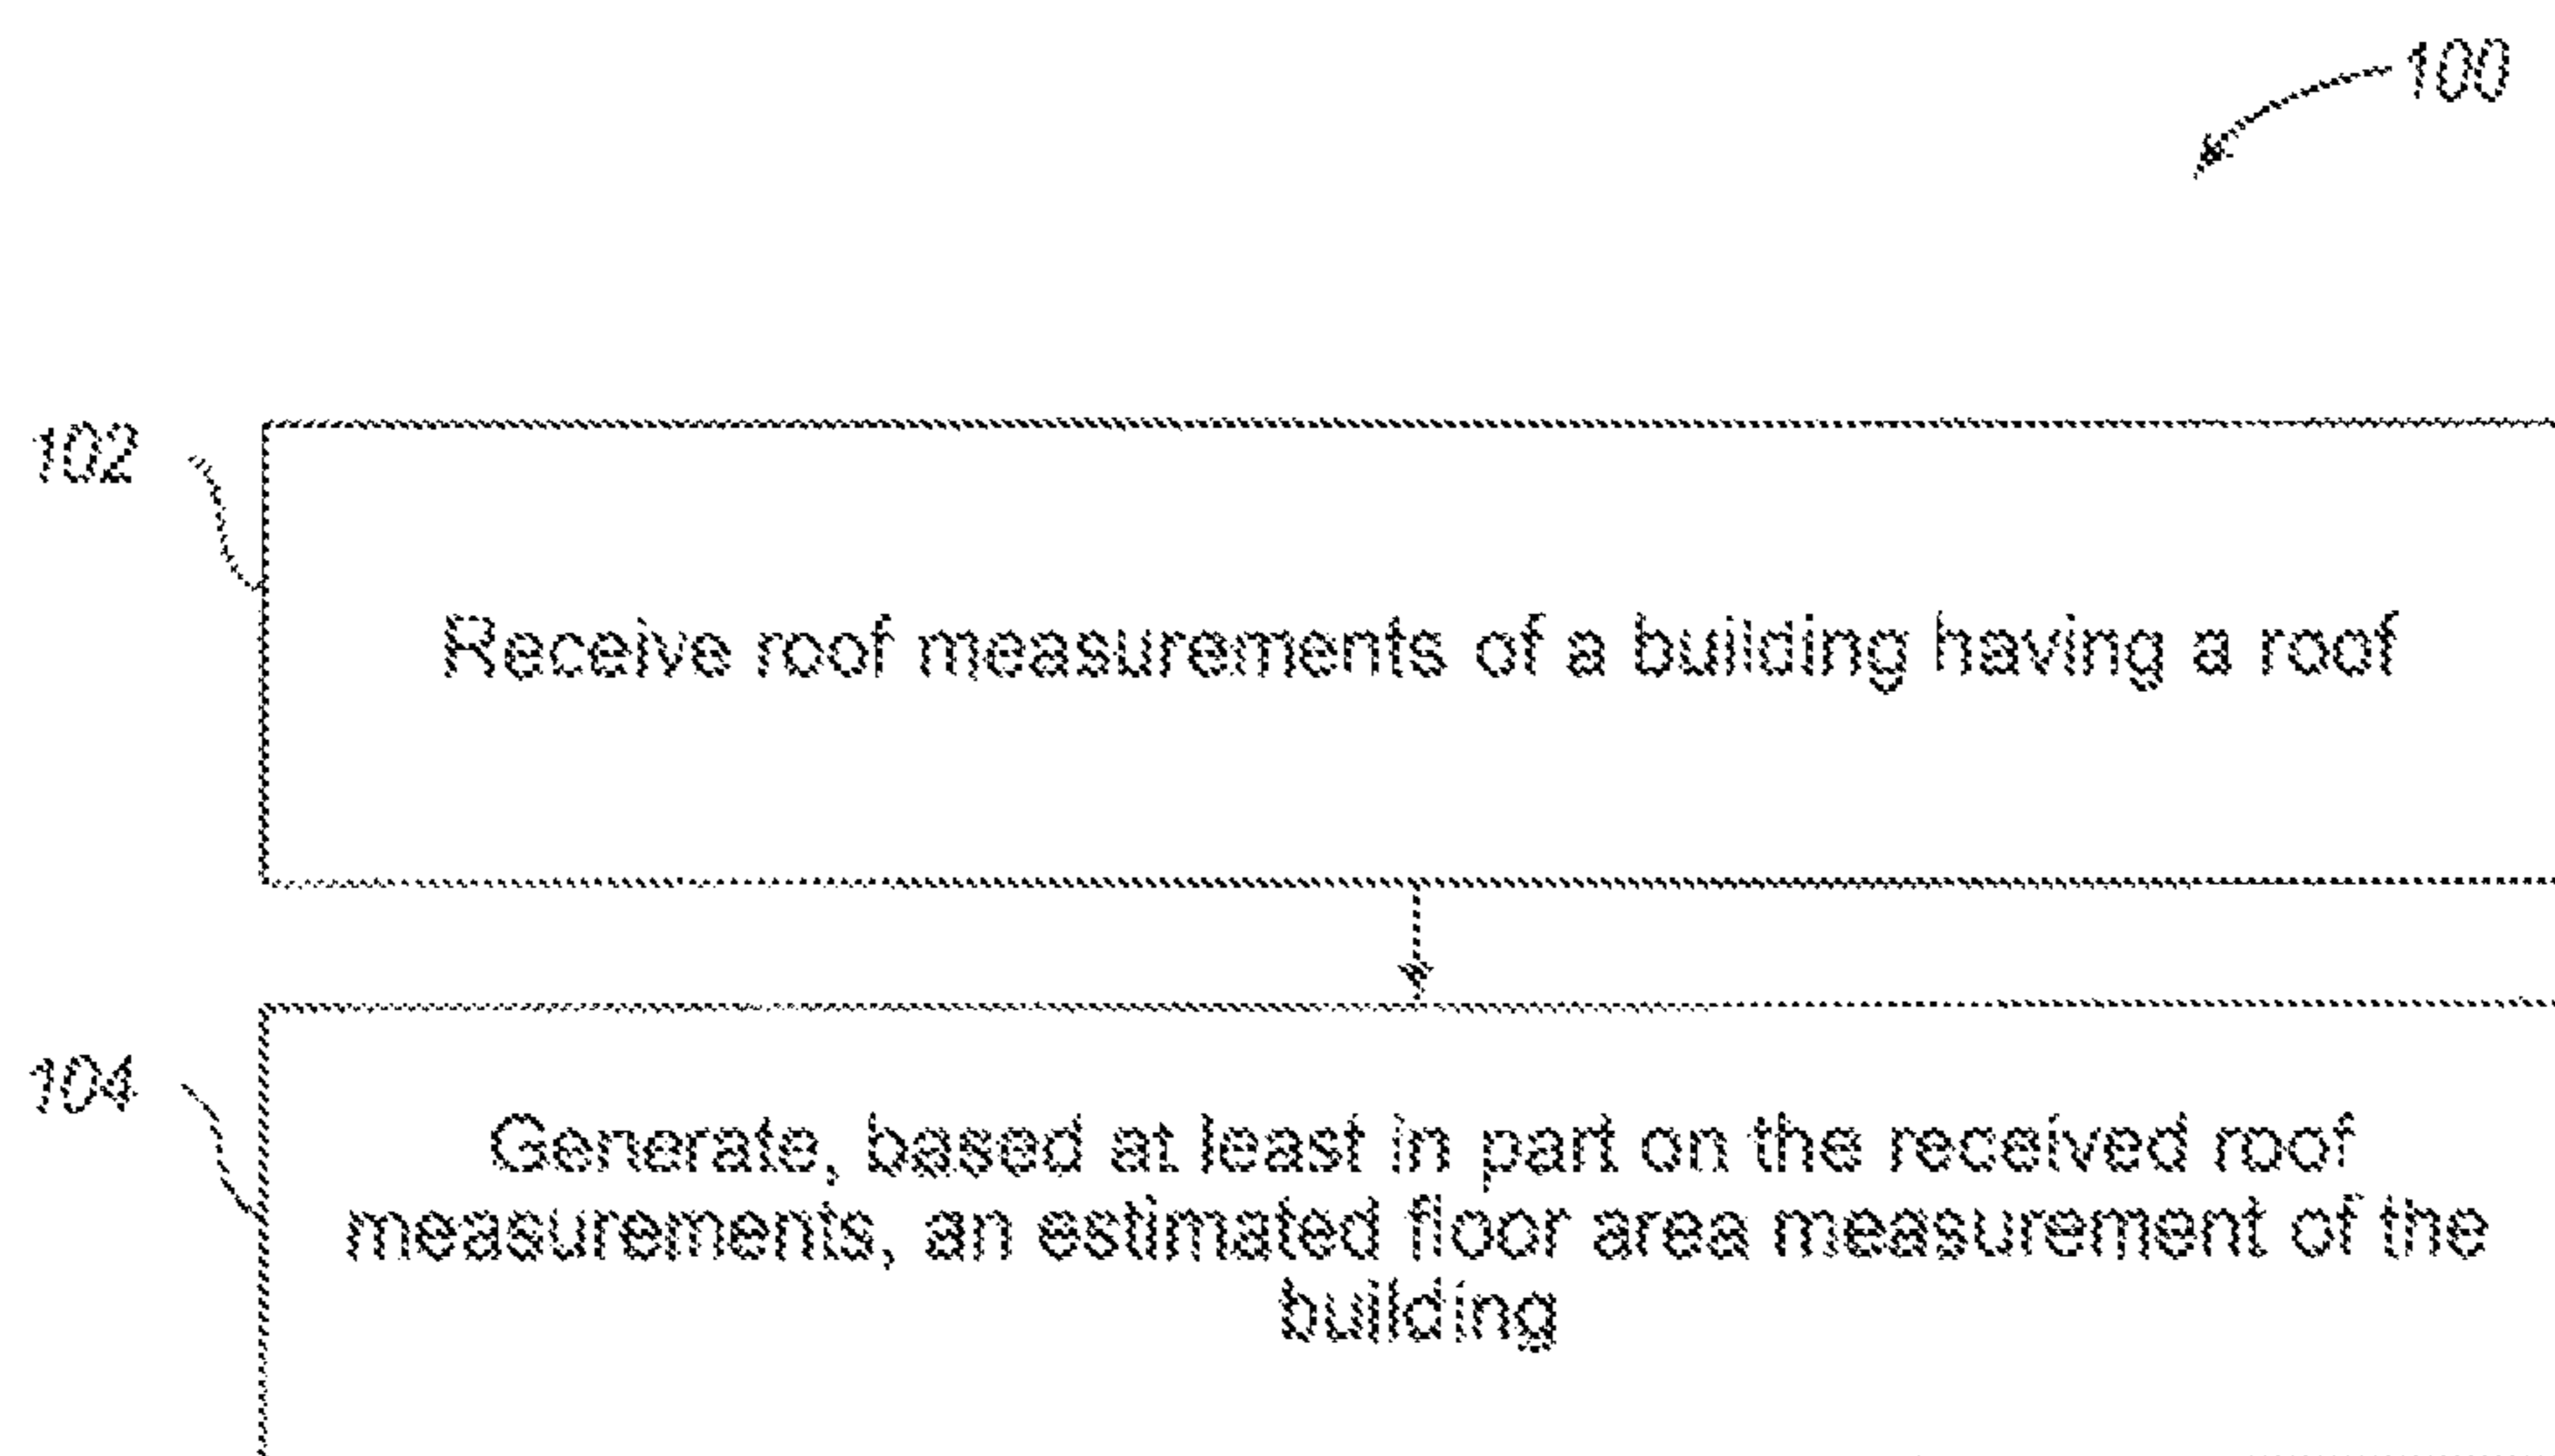 100
102
Receive roof measurements of a building having a roof
104
Generate, based at least in part on the received roof
measurements, an estimated floor area measurement of the
building